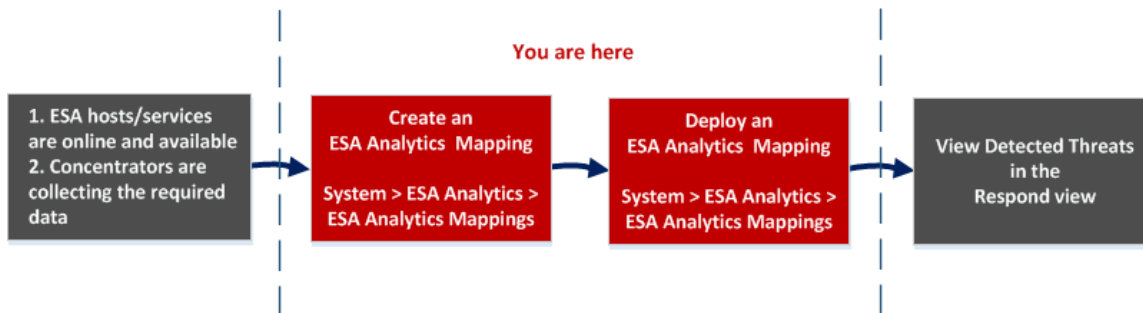 You are here
1. ESA hosts/services
are online and available
2. Concentrators are
collecting the required
data
Create an
ESA Analytics Mapping
System > ESA Analytics >
ESA Analytics Mappings
Deploy an
ESA Analytics Mapping
System > ESA Analytics >
ESA Analytics Mappings
View Detected Threats
in the
Respond view